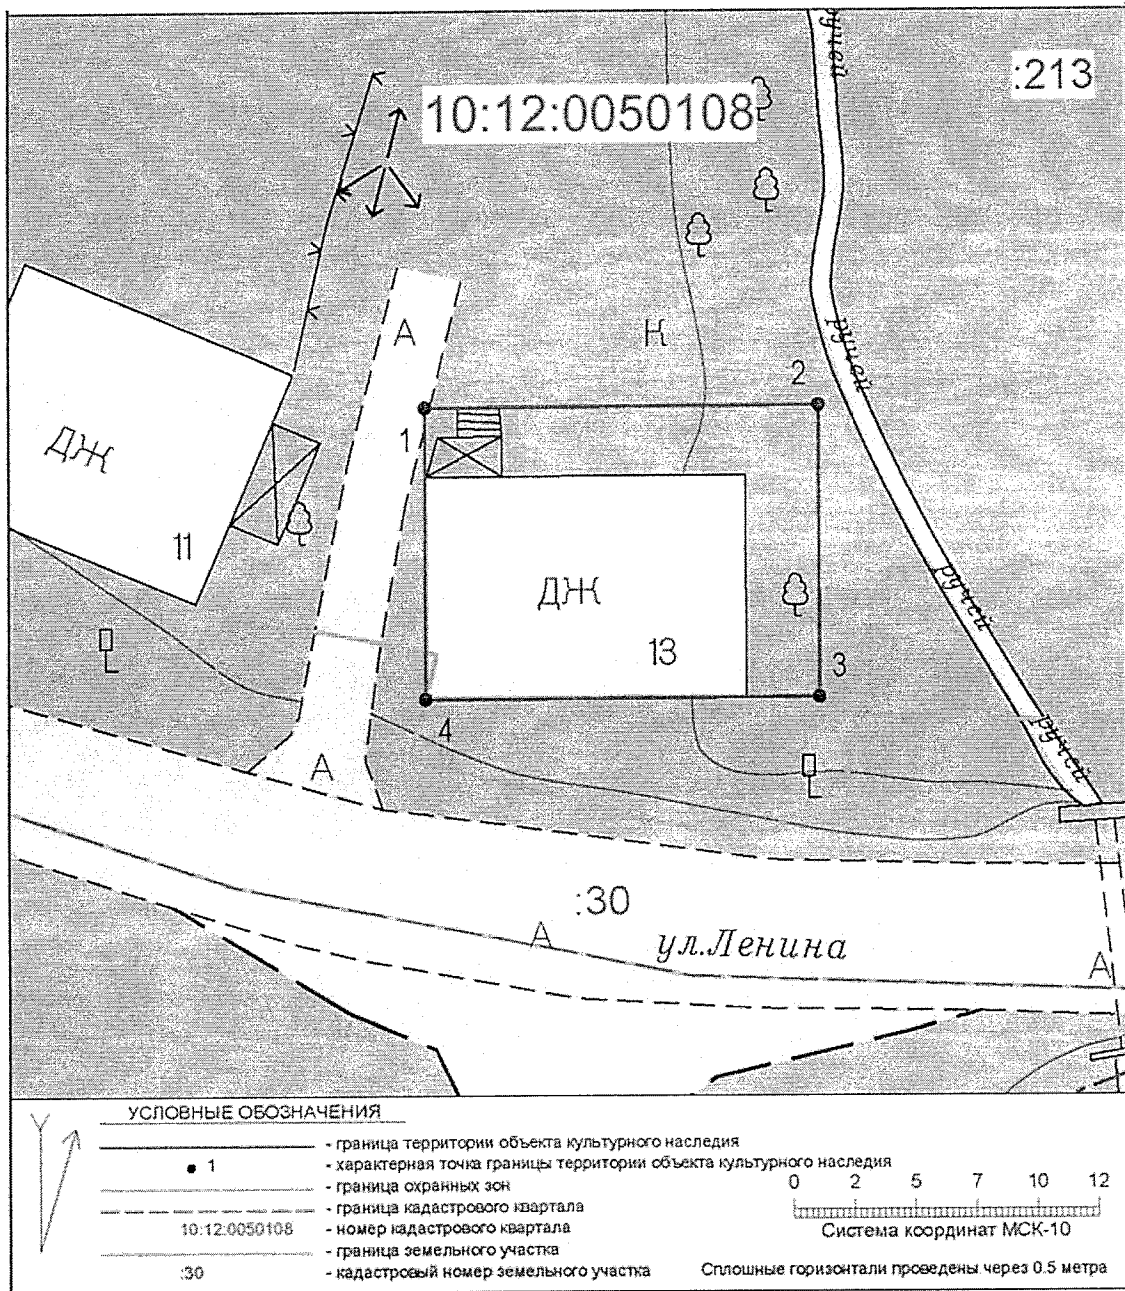 ручей
:213
10:12:0050108
А
К
ручей
2
1
ДЖ
11
ДЖ
ручей
13
3
4
ручей
А
:30
А
ул.Ленина
А
УСЛОВНЫЕ ОБОЗНАЧЕНИЯ
- граница территории объекта культурного наследия
1 - характерная точка границы территории объекта культурного наследия
- граница охранных зон
- граница кадастрового квартала
10:12:0050108 - номер кадастрового квартала
- граница земельного участка
:30 - кадастровый номер земельного участка
0 2 5 7 10 12
Система координат МСК-10
Сплошные горизонтали проведены через 0.5 метра